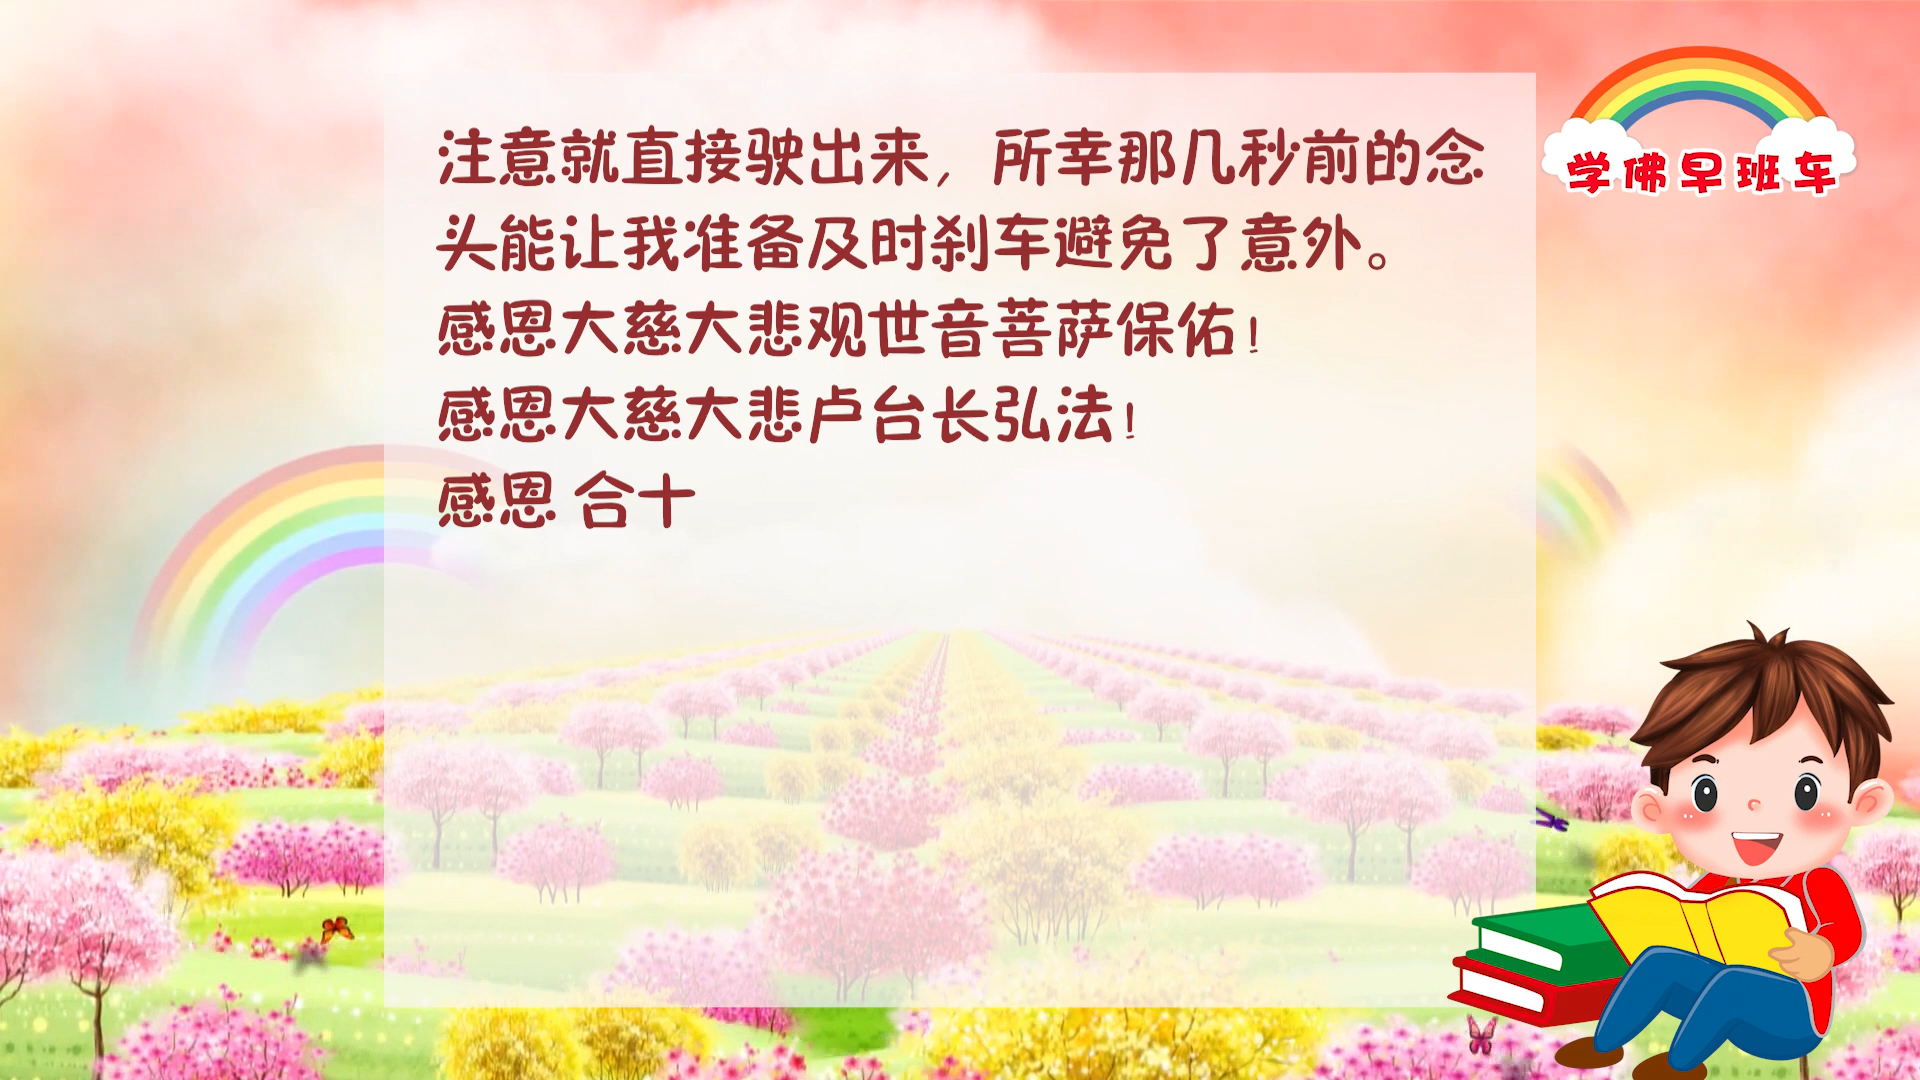 注意就直接驶出来，所幸那几秒前的念
头能让我准备及时刹车避免了意外。
感恩大慈大悲观世音菩萨保佑！
感恩大慈大悲卢台长弘法！
感恩 合十
学佛早班车